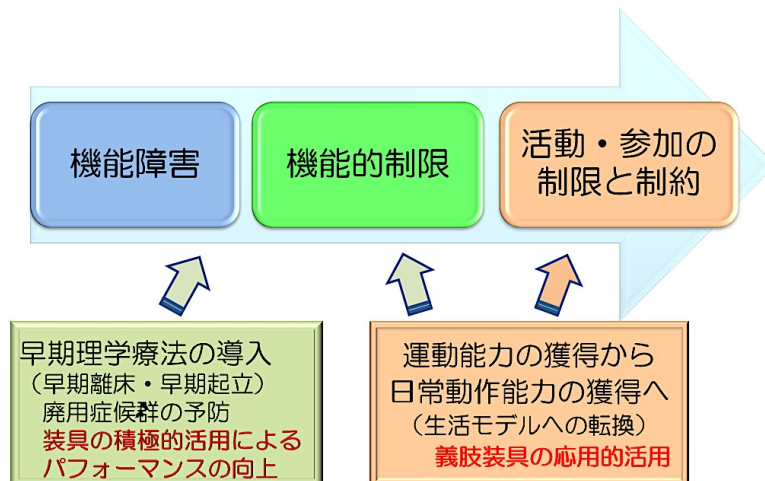 機能障害
機能的制限
活動・参加の
制限と制約
早期理学療法の導入
（早期離床・早期起立）
廃用症候群の予防
装具の積極的活用による
パフォーマンスの向上
運動能力の獲得から
日常動作能力の獲得へ
（生活モデルへの転換）
義肢装具の応用的活用